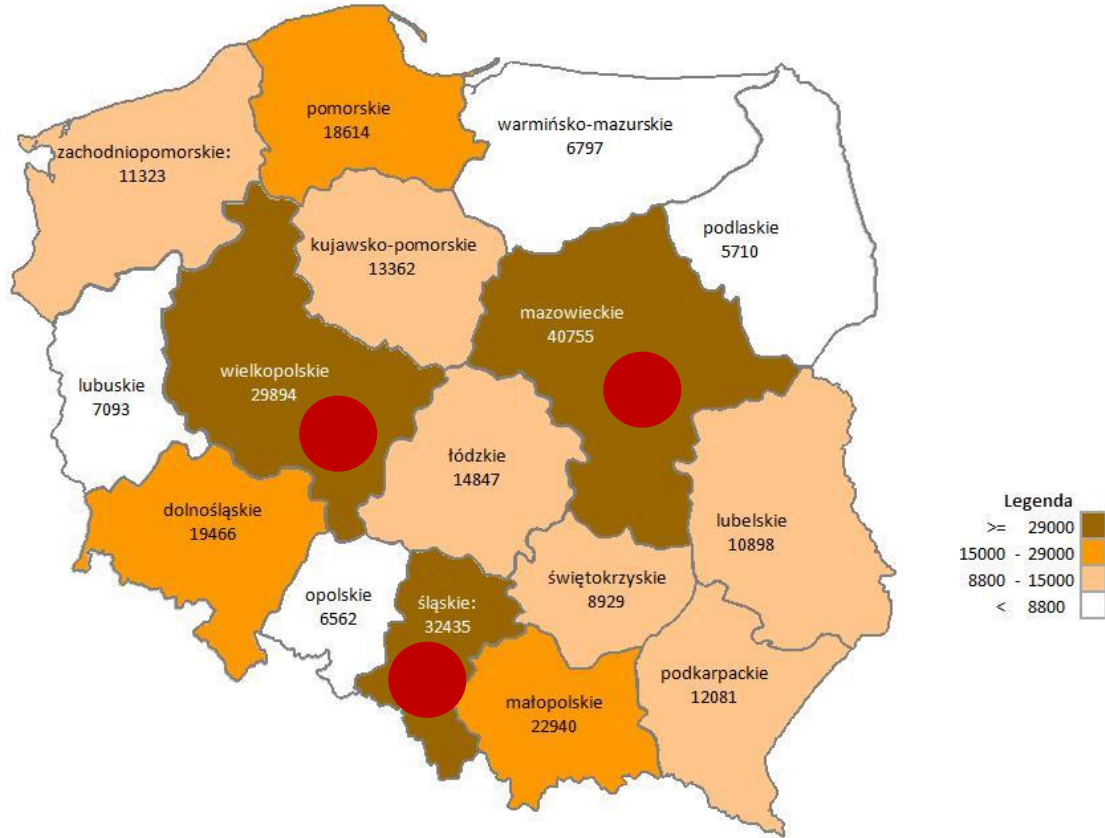 pomorskie
18614
warmińsko-mazurskie
6797
zachodniopomorskie:
11323
podlaskie
5710
kujawsko-pomorskie
13362
mazowieckie
40755
wielkopolskie
29894
lubuskie
7093
łódzkie
14847
dolnośląskie
19466
lubelskie
10898
opolskie
6562
śląskie:
32435
świętokrzyskie
8929
małopolskie
22940
podkarpackie
12081
Legenda
>= 29000
15000 - 29000
8800 - 15000
< 8800